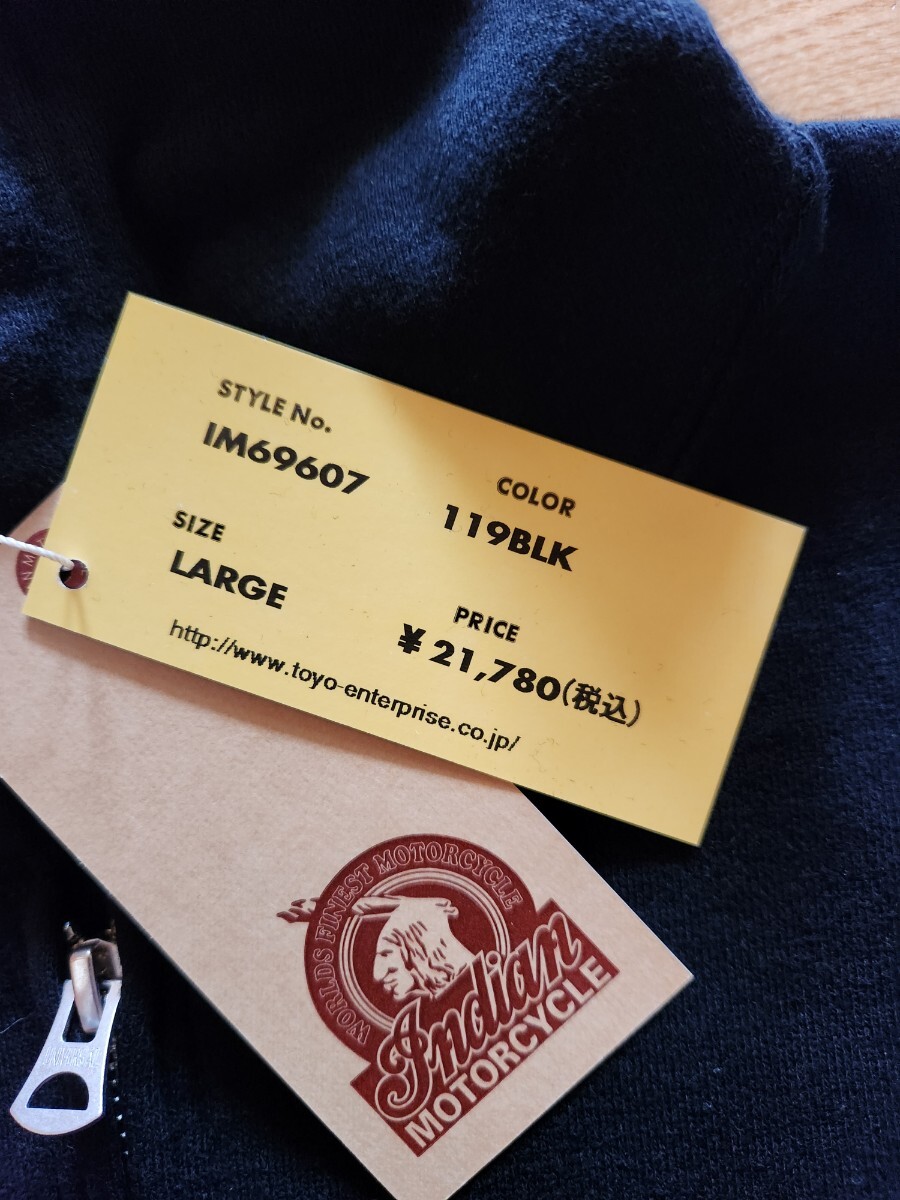 STYLE No.
IM69607
COLOR
119BLK
SIZE
LARGE
PRICE
¥21,780(税込)
http://www.toyo-enterprise.co.jp/
WORLDS FINEST MOTORCYCLE
Indian
MOTORCYCLE